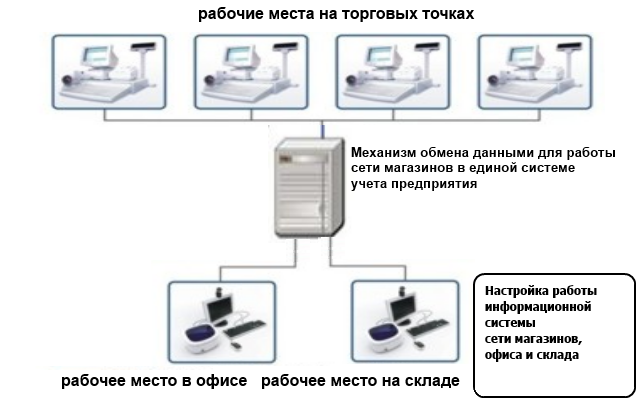 рабочие места на торговых точках
Механизм обмена данными для работы
сети магазинов в единой системе
учета предприятия
Настройка работы
информационной
системы
сети магазинов,
офиса и склада
рабочее место в офисе
рабочее место на складе